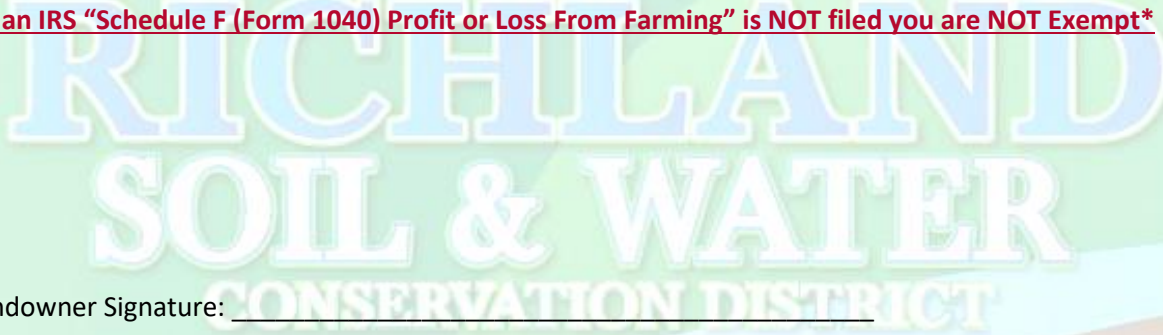 an IRS “Schedule F (Form 1040) Profit or Loss From Farming” is NOT filed you are NOT Exempt*
RICHLAND
SOIL & WATER
CONSERVATION DISTRICT
ndowner Signature: ___________________________________________